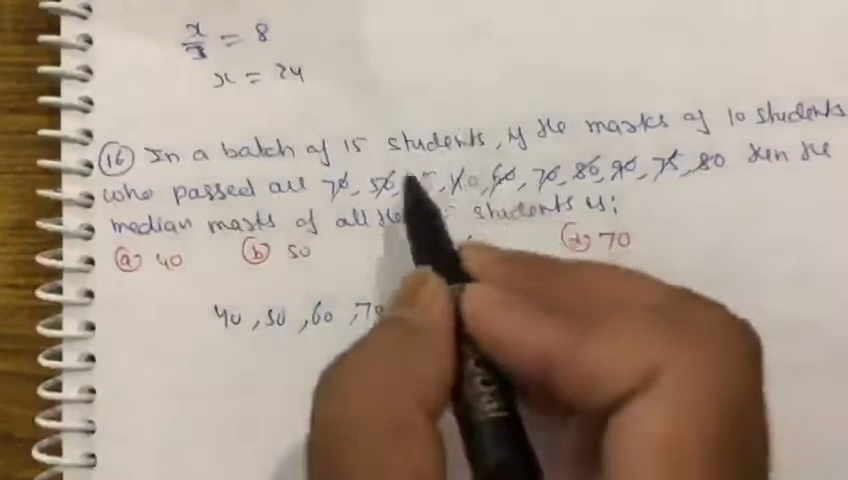 x/3 = 8
x = 24
16 In a batch of 15 students, if the marks of 10 students
who passed are 70, 50, 60, 70, 80, 90, 75, 80 then the
median marks of all the students is:
a 40 b 50 d 70
40, 50, 60, 70